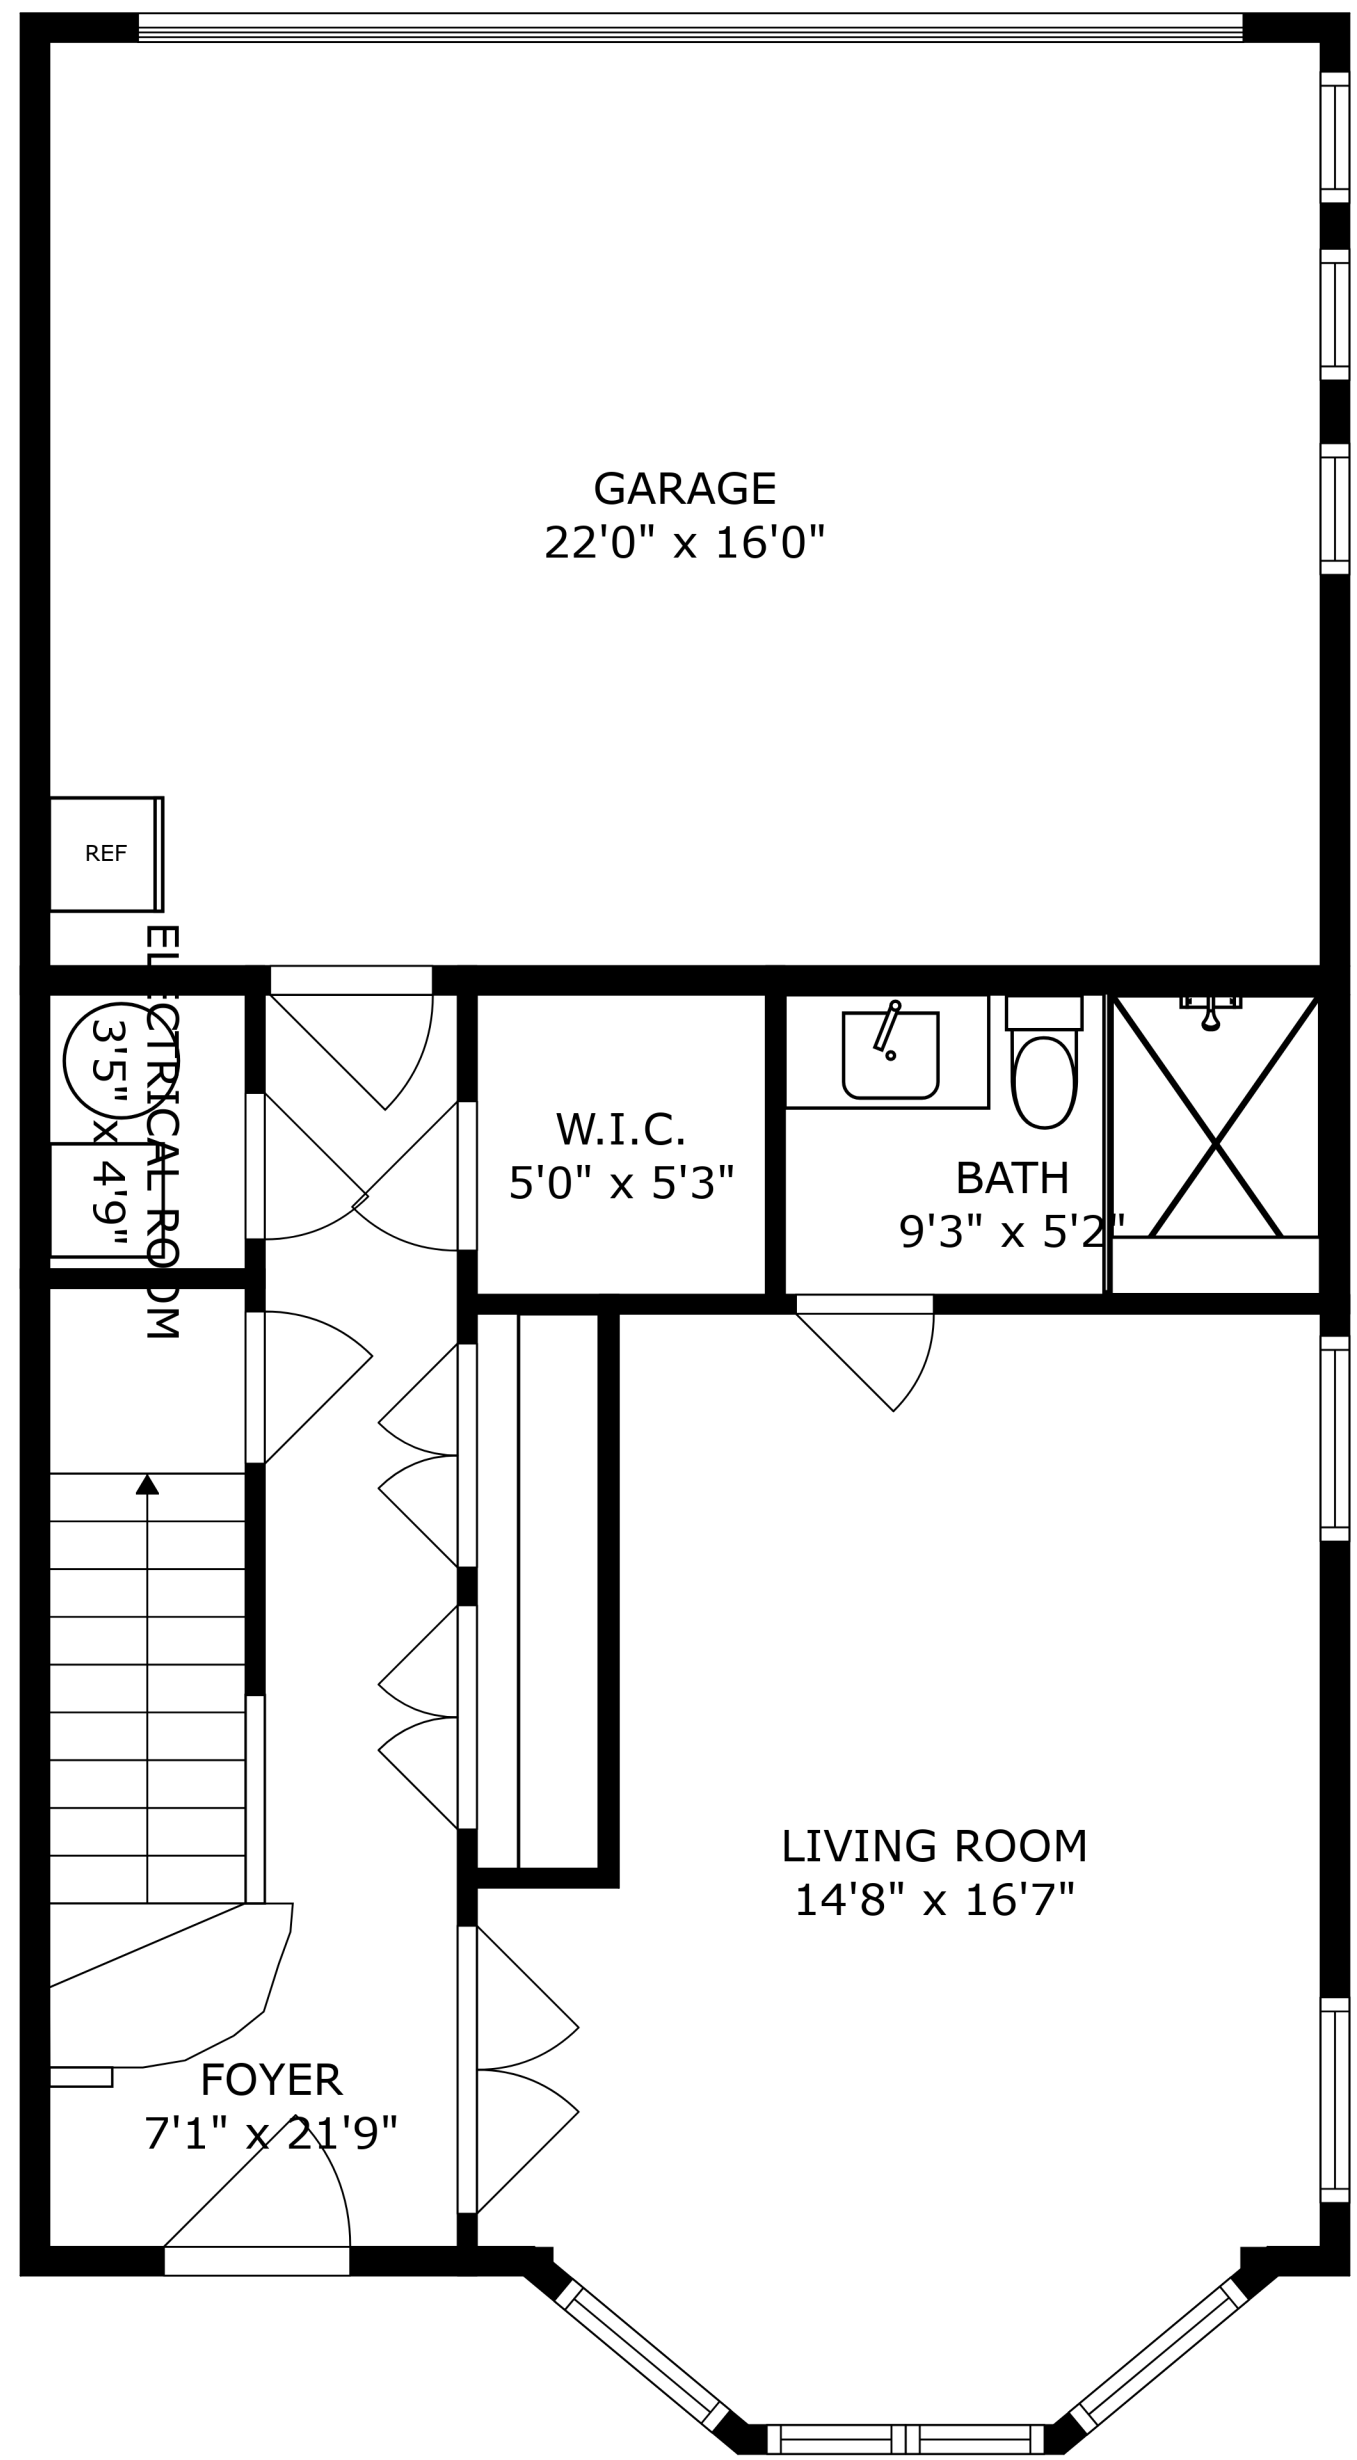 GARAGE
22'0" x 16'0"
REF
ELECTRICAL ROOM
3'5" x 4'9"
W.I.C.
5'0" x 5'3"
BATH
9'3" x 5'2"
LIVING ROOM
14'8" x 16'7"
FOYER
7'1" x 21'9"